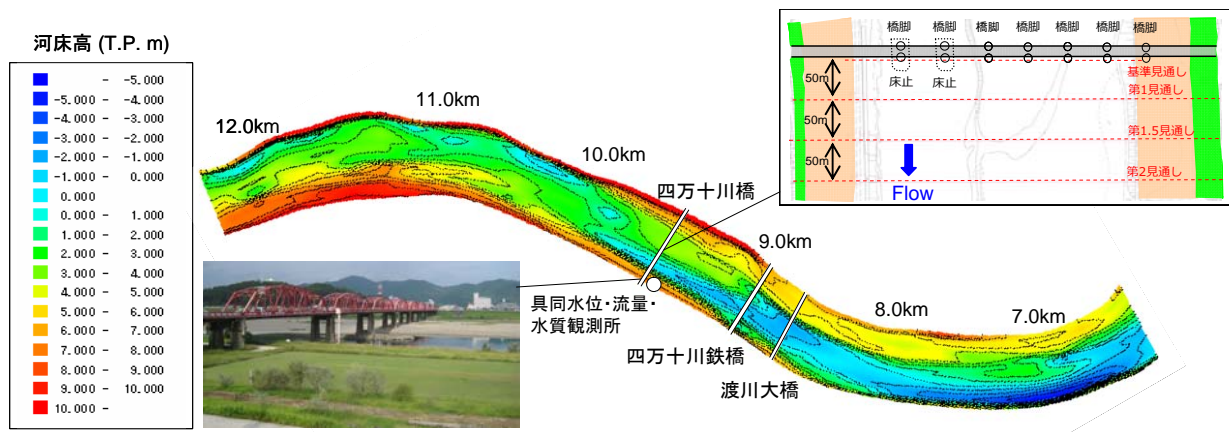 河床高 (T.P. m)
- -5.000
-5.000 - -4.000
-4.000 - -3.000
-3.000 - -2.000
-2.000 - -1.000
-1.000 - 0.000
0.000
0.000 - 1.000
1.000 - 2.000
2.000 - 3.000
3.000 - 4.000
4.000 - 5.000
5.000 - 6.000
6.000 - 7.000
7.000 - 8.000
8.000 - 9.000
9.000 - 10.000
10.000 -
12.0km
11.0km
10.0km
四万十川橋
9.0km
8.0km
7.0km
具同水位・流量・
水質観測所
四万十川鉄橋
渡川大橋
橋脚 橋脚 橋脚 橋脚 橋脚 橋脚 橋脚
床止 床止
50m
50m
50m
基準見通し
第1見通し
第1.5見通し
第2見通し
Flow